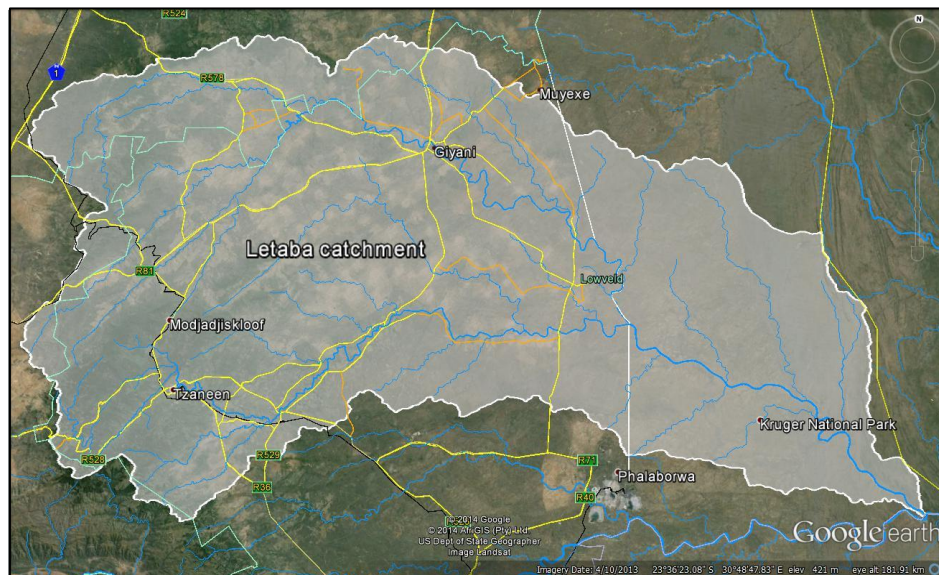 R524
N
1
R578
Muyexe
Giyani
Letaba catchment
R81
Lowveld
Modjadjiskloof
Tzaneen
Kruger National Park
R528
R529
R71
Phalaborwa
R36
R40
© 2014 Google
© 2014 AfriGIS (Pty) Ltd.
US Dept of State Geographer
Image Landsat
Google earth
Imagery Date: 4/10/2013 23°36'23.08" S 30°48'47.83" E elev 421 m eye alt 181.91 km